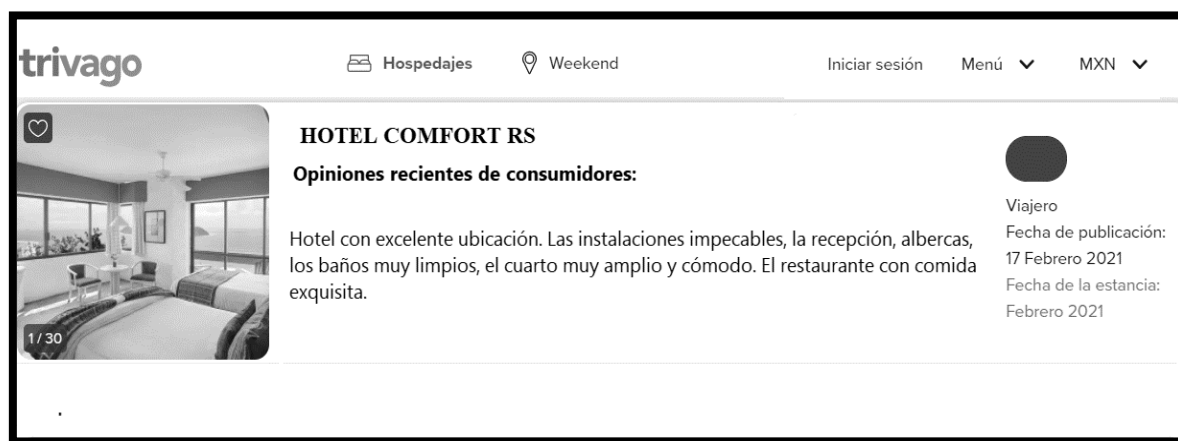 trivago
Hospedajes
Weekend
Iniciar sesión
Menú
MXN
HOTEL COMFORT RS
Opiniones recientes de consumidores:
Hotel con excelente ubicación. Las instalaciones impecables, la recepción, albercas,
los baños muy limpios, el cuarto muy amplio y cómodo. El restaurante con comida
exquisita.
1 / 30
Viajero
Fecha de publicación:
17 Febrero 2021
Fecha de la estancia:
Febrero 2021
.